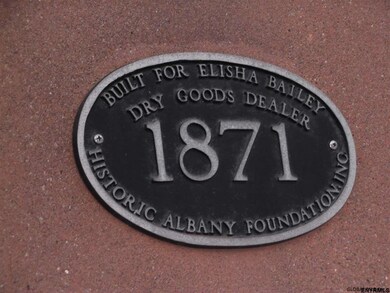 BUILT FOR ELISHA BAILEY
DRY GOODS DEALER
1871
HISTORIC ALBANY FOUNDATION INC.